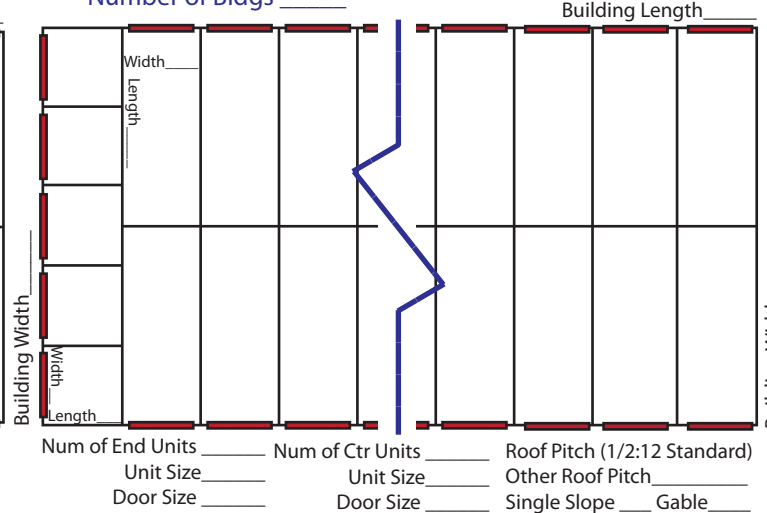 Number of Bldgs _____
Building Length_____
Width____
Length____
Building Width_____
Width__
Length___
Num of End Units ______
Unit Size______
Door Size ______
Num of Ctr Units ______
Unit Size______
Door Size ______
Roof Pitch (1/2:12 Standard)
Other Roof Pitch_________
Single Slope ___ Gable____